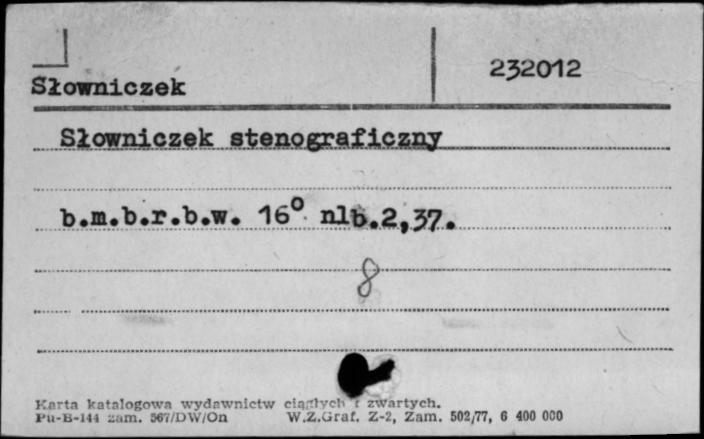 232012
Słowniczek
Słowniczek stenograficzny
b.m.b.r.b.w. 16° nlb.2,37.
8
Karta katalogowa wydawnictw ciągłych i zwartych.
Pu-B-144 zam. 567/DW/On W.Z.Graf. Z-2, Zam. 502/77, 6 400 000